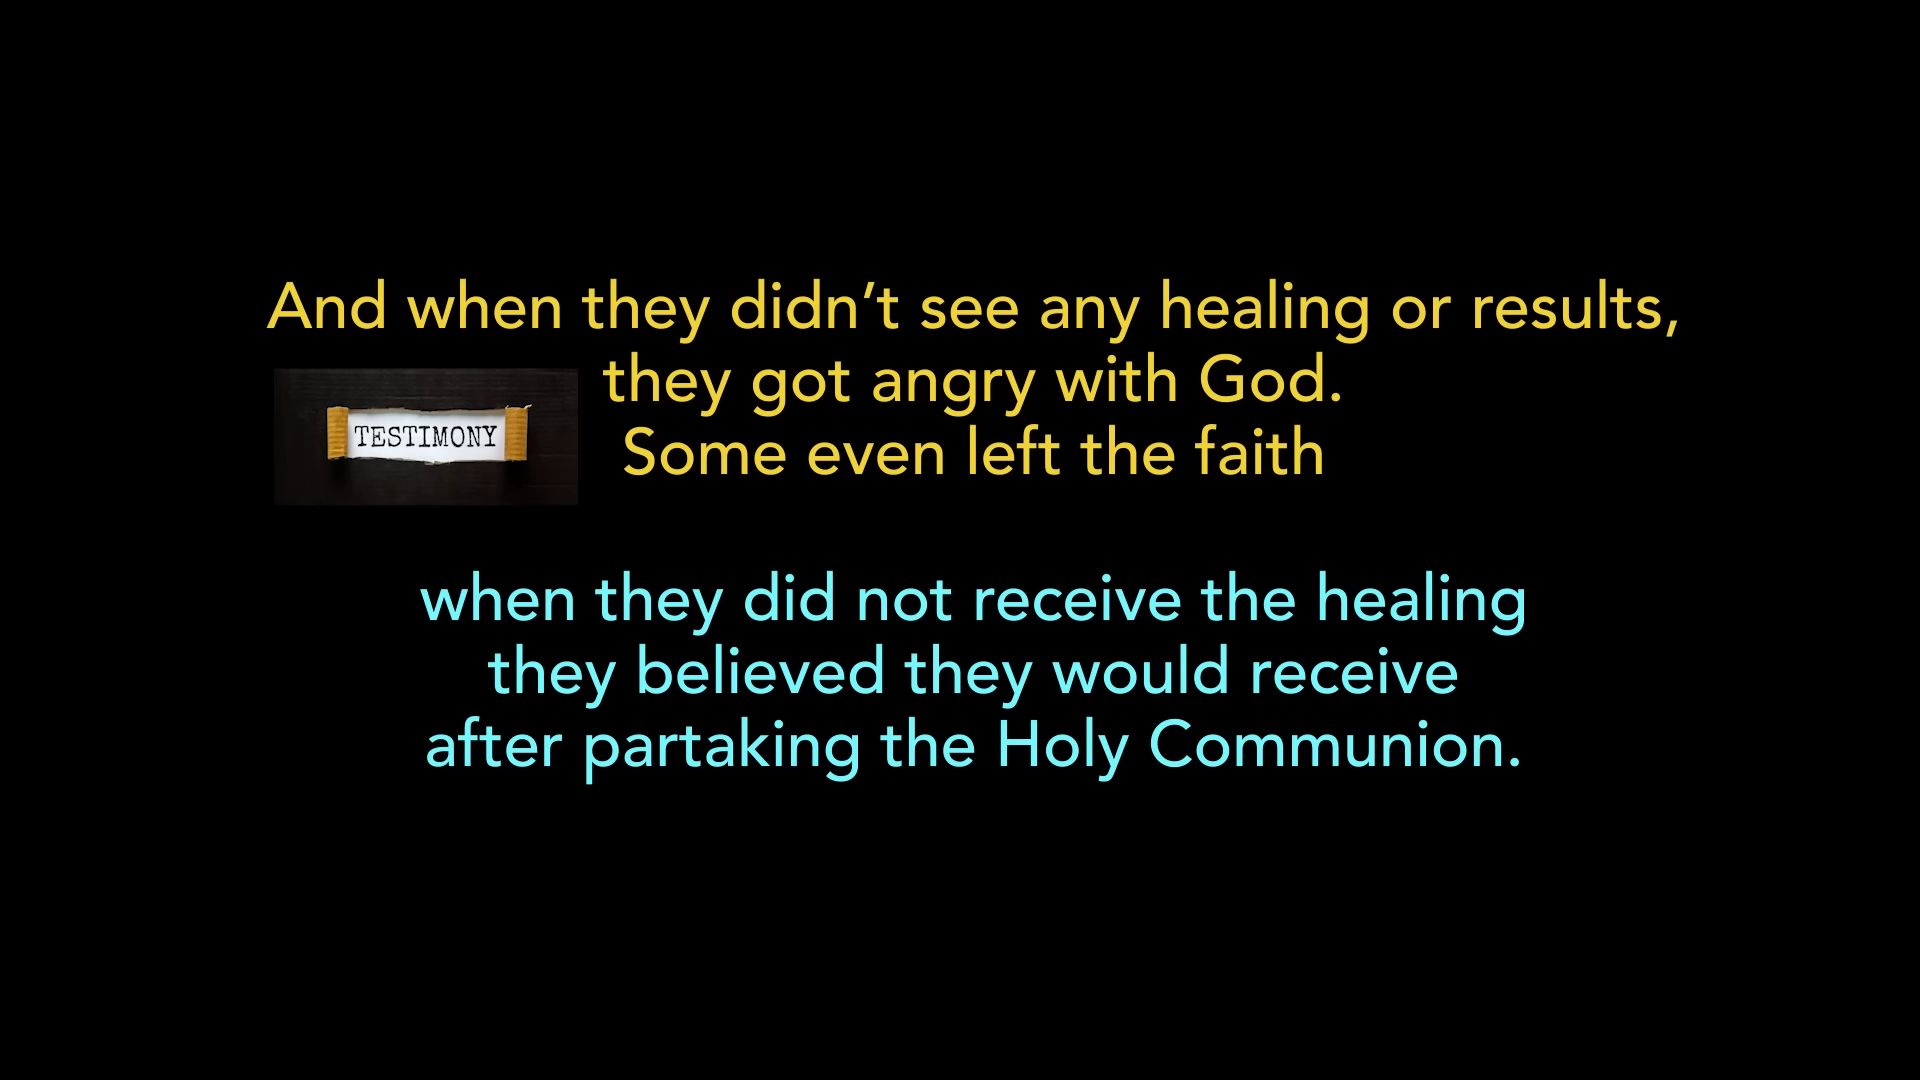 And when they didn’t see any healing or results,
they got angry with God.
TESTIMONY
Some even left the faith
when they did not receive the healing
they believed they would receive
after partaking the Holy Communion.